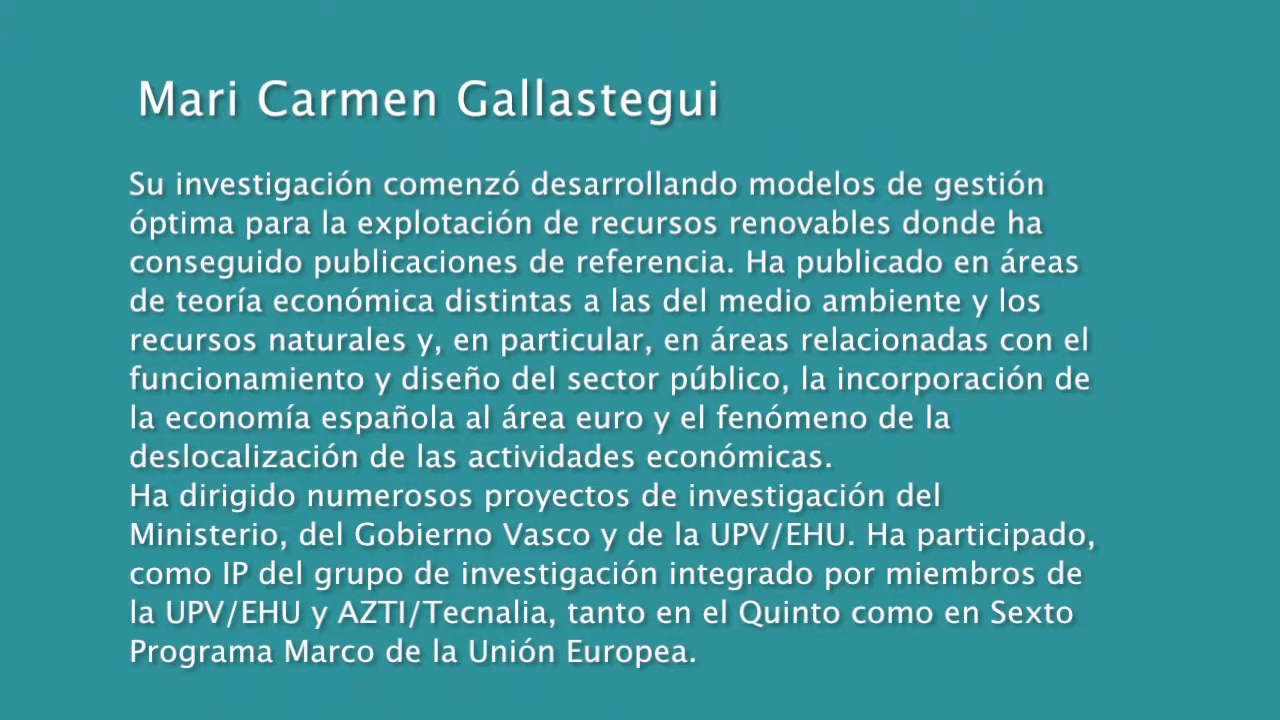 Mari Carmen Gallastegui
Su investigación comenzó desarrollando modelos de gestión
óptima para la explotación de recursos renovables donde ha
conseguido publicaciones de referencia. Ha publicado en áreas
de teoría económica distintas a las del medio ambiente y los
recursos naturales y, en particular, en áreas relacionadas con el
funcionamiento y diseño del sector público, la incorporación de
la economía española al área euro y el fenómeno de la
deslocalización de las actividades económicas.
Ha dirigido numerosos proyectos de investigación del
Ministerio, del Gobierno Vasco y de la UPV/EHU. Ha participado,
como IP del grupo de investigación integrado por miembros de
la UPV/EHU y AZTI/Tecnalia, tanto en el Quinto como en Sexto
Programa Marco de la Unión Europea.